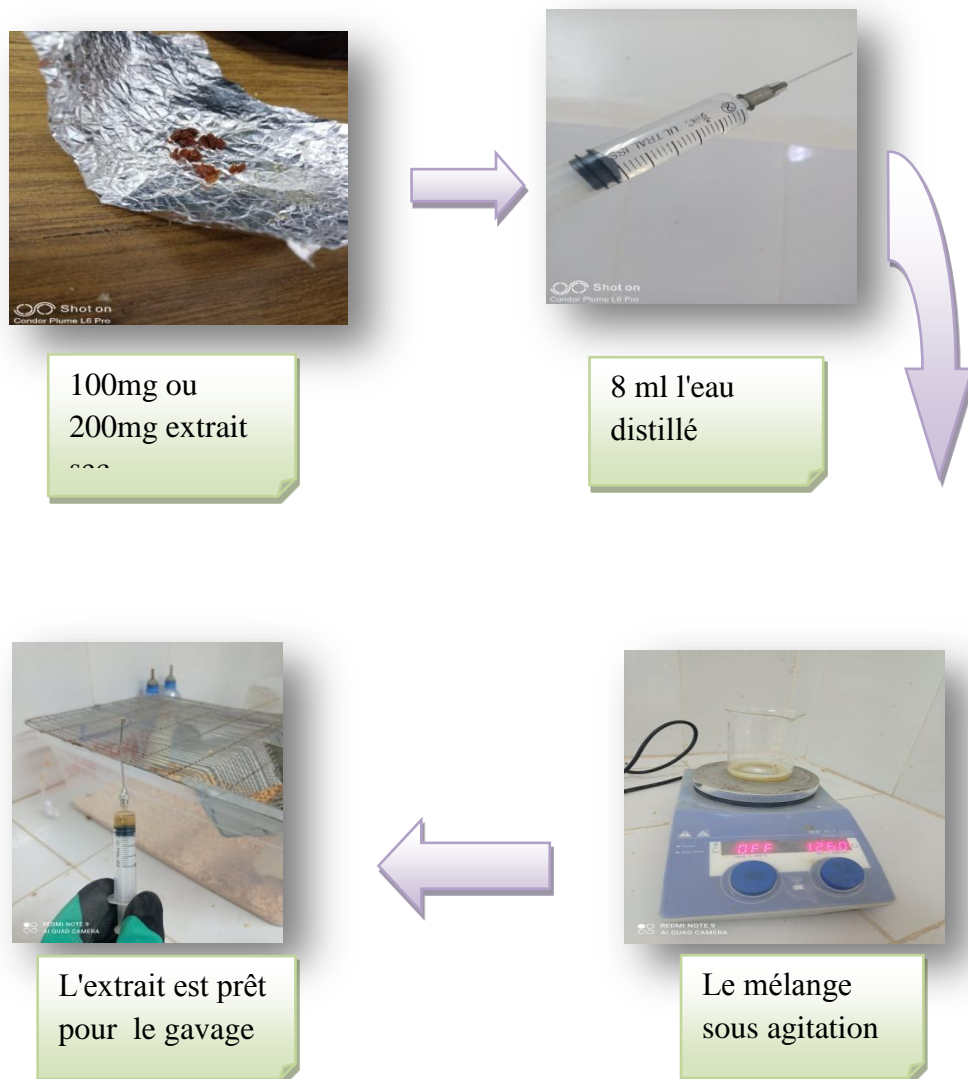 Shot on
Condor Plume L6 Pro
ULTRA
Shot on
Condor Plume L6 Pro
100mg ou
200mg extrait
8 ml l'eau
distillé
REDMI NOTE 9
AI QUAD CAMERA
OFF 1260
REDMI NOTE 9
AI QUAD CAMERA
L'extrait est prêt
pour le gavage
Le mélange
sous agitation